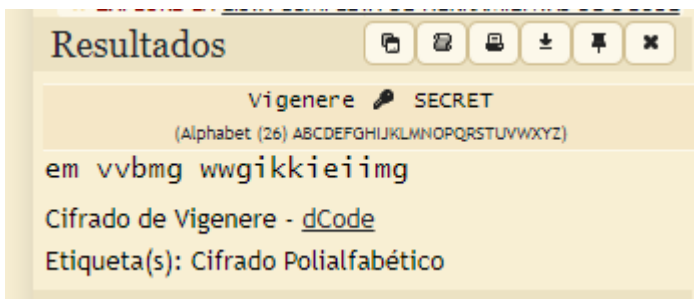 Resultados
Vigenere SECRET
(Alphabet (26) ABCDEFGHIJKLMNOPQRSTUVWXYZ)
em vvbmg wwgikkieiimg
Cifrado de Vigenere - dCode
Etiqueta(s): Cifrado Polialfabético